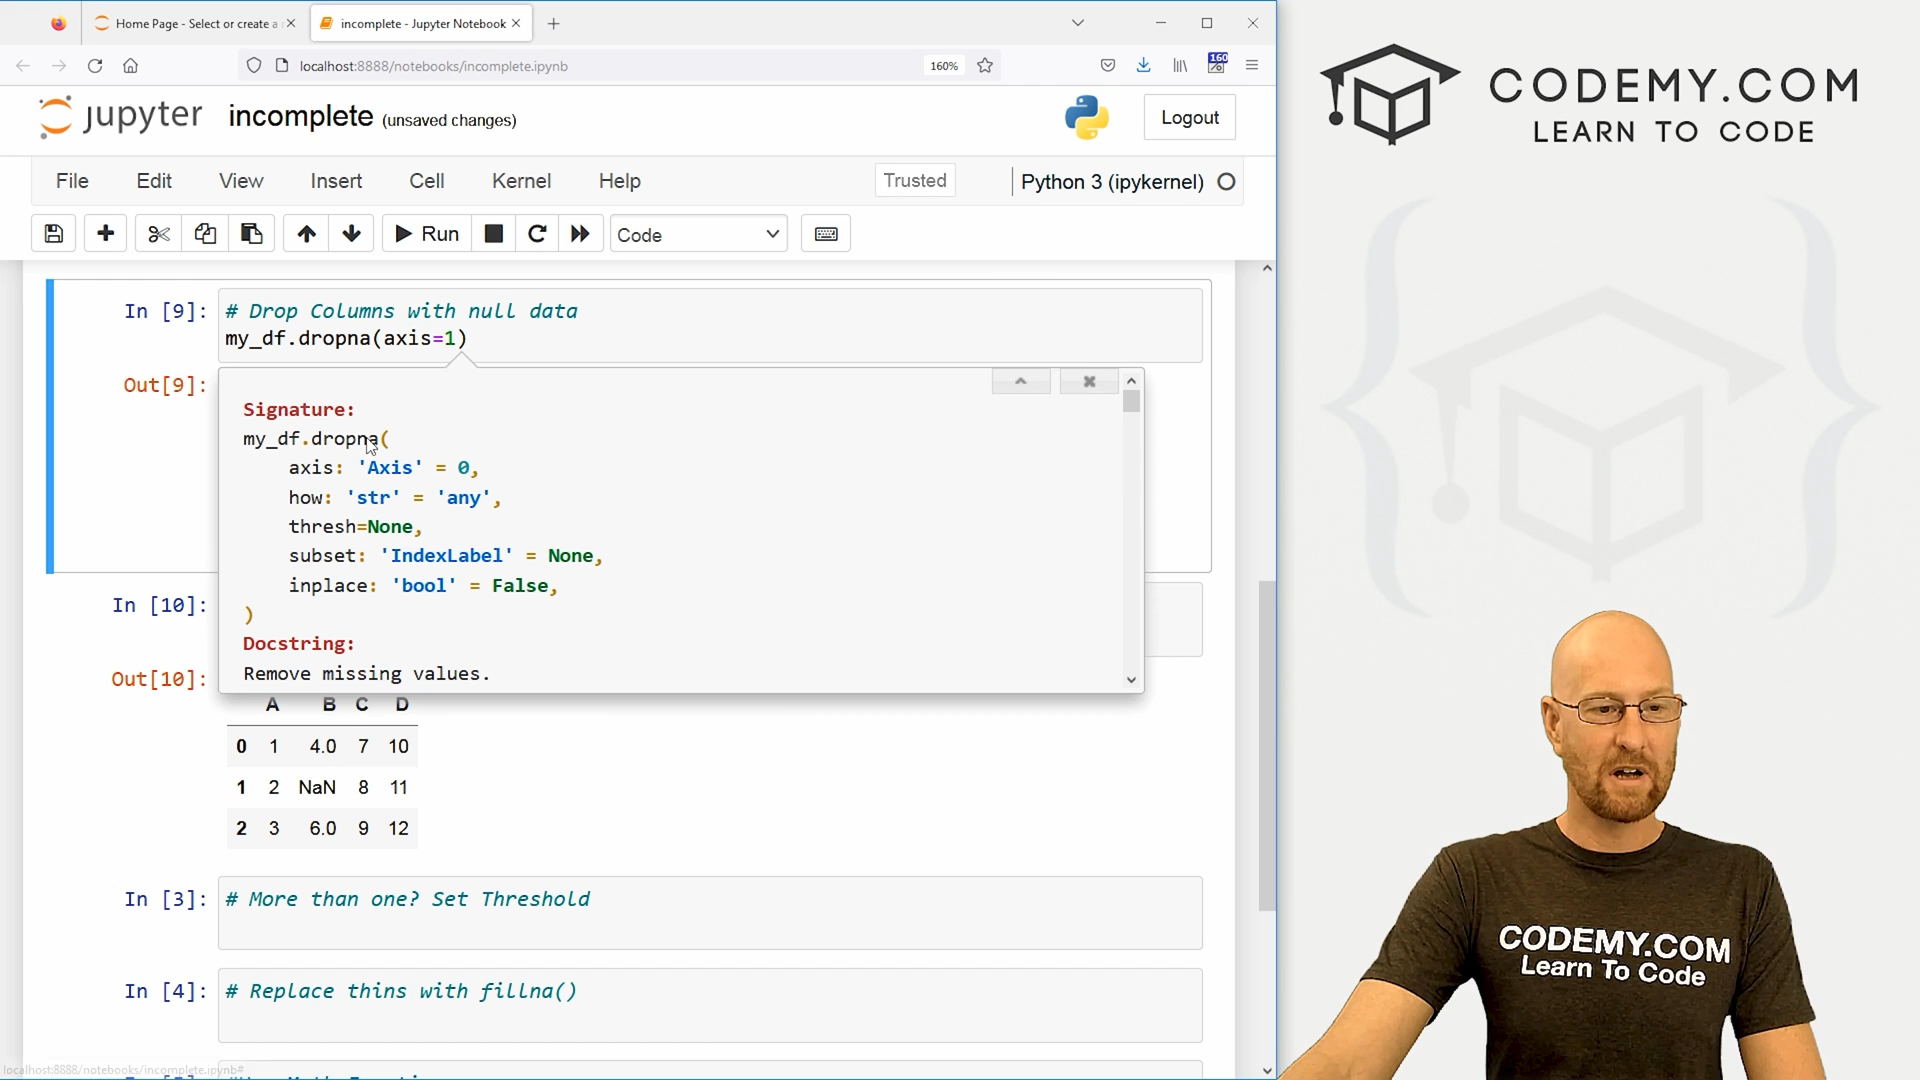 Home Page - Select or create a
incomplete - Jupyter Notebook
localhost:8888/notebooks/incomplete.ipynb
160%
160
jupyter incomplete (unsaved changes)
Logout
File Edit View Insert Cell Kernel Help
Trusted
Python 3 (ipykernel)
Run
Code
In [9]: # Drop Columns with null data
my_df.dropna(axis=1)
Out[9]:
Signature:
my_df.dropna(
axis: 'Axis' = 0,
how: 'str' = 'any',
thresh=None,
subset: 'IndexLabel' = None,
inplace: 'bool' = False,
)
Docstring:
Remove missing values.
In [10]:
Out[10]:
A B C D
0 1 4.0 7 10
1 2 NaN 8 11
2 3 6.0 9 12
In [3]: # More than one? Set Threshold
In [4]: # Replace thins with fillna()
localhost:8888/notebooks/incomplete.ipynb#
CODEMY.COM
LEARN TO CODE
CODEMY.COM
Learn To Code